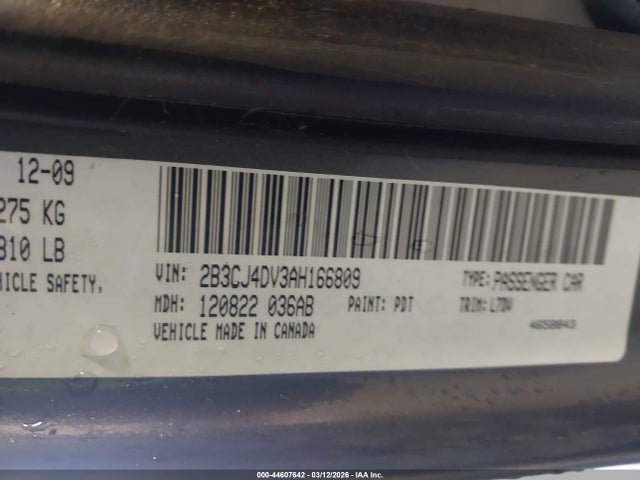 12-09
275 KG
810 LB
HICLE SAFETY,
VIN: 2B3CJ4DV3AH166809
TYPE: PASSENGER CAR
MDH: 120822 036AB
PAINT: PDT
TRIM: L7DV
VEHICLE MADE IN CANADA
4658043
000-44607642 - 03/12/2026 - IAA Inc.